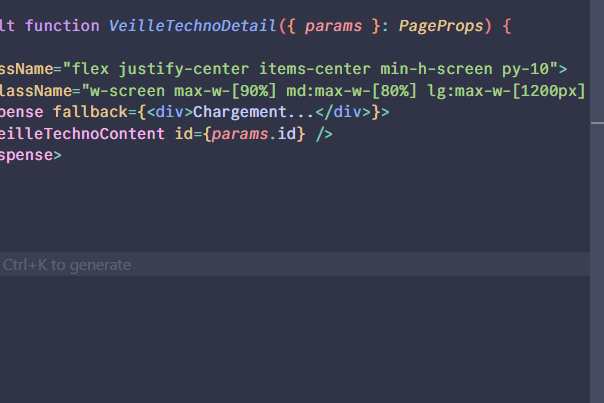 lt function VeilleTechnoDetail({ params }: PageProps) {
ssName="flex justify-center items-center min-h-screen py-10">
lassName="w-screen max-w-[90%] md:max-w-[80%] lg:max-w-[1200px]
pense fallback={<div>Chargement...</div>}>
eilleTechnoContent id={params.id} />
spense>
Ctrl+K to generate